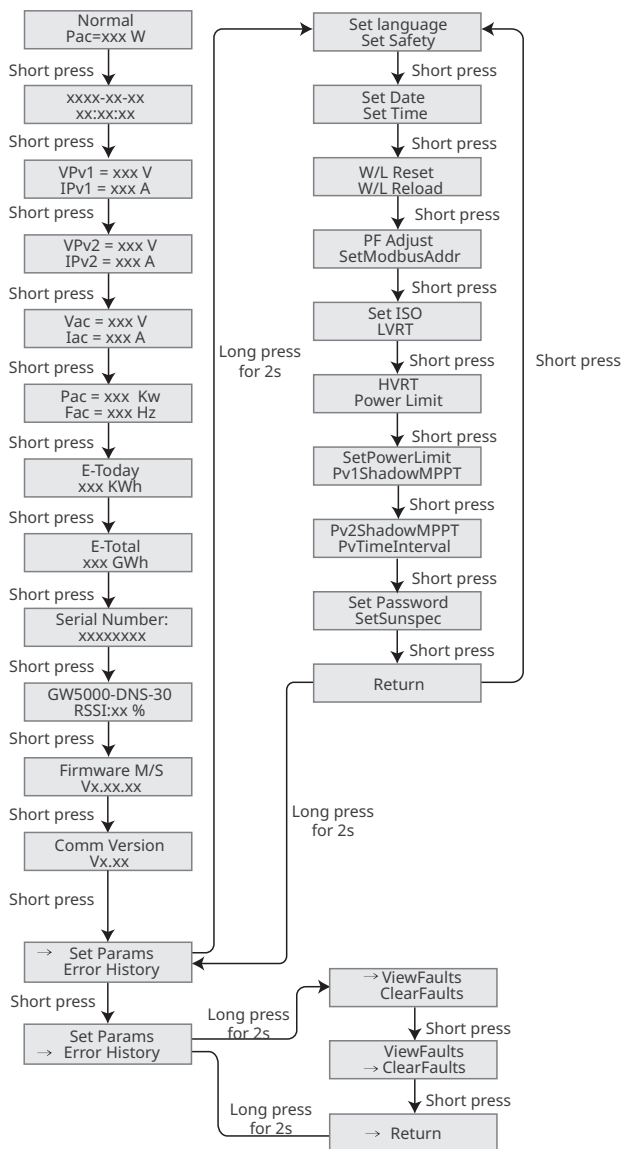 Normal
Pac=xxx W
Short press
xxxx-xx-xx
xx:xx:xx
Short press
VPv1 = xxx V
IPv1 = xxx A
Short press
VPv2 = xxx V
IPv2 = xxx A
Short press
Vac = xxx V
Iac = xxx A
Short press
Pac = xxx Kw
Fac = xxx Hz
Short press
E-Today
xxx KWh
Short press
E-Total
xxx GWh
Short press
Serial Number:
xxxxxxxx
Short press
GW5000-DNS-30
RSSI:xx %
Short press
Firmware M/S
Vx.xx.xx
Short press
Comm Version
Vx.xx
Short press
→ Set Params
Error History
Short press
Set Params
→ Error History
Long press
for 2s
Set language
Set Safety
Short press
Set Date
Set Time
Short press
W/L Reset
W/L Reload
Short press
PF Adjust
SetModbusAddr
Short press
Set ISO
LVRT
Short press
HVRT
Power Limit
Short press
SetPowerLimit
Pv1ShadowMPPT
Short press
Pv2ShadowMPPT
PvTimeInterval
Short press
Set Password
SetSunspec
Short press
Return
Short press
Long press
for 2s
Long press
for 2s
→ ViewFaults
ClearFaults
Short press
ViewFaults
→ ClearFaults
Short press
→ Return
Long press
for 2s